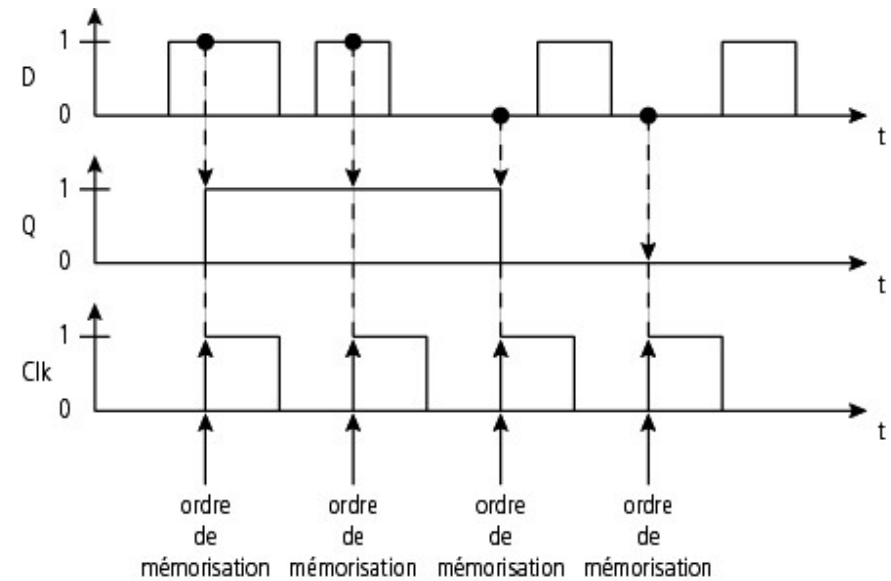 1
D
0
t
1
Q
0
t
1
Clk
0
t
ordre ordre ordre ordre
de de de de
mémorisation mémorisation mémorisation mémorisation